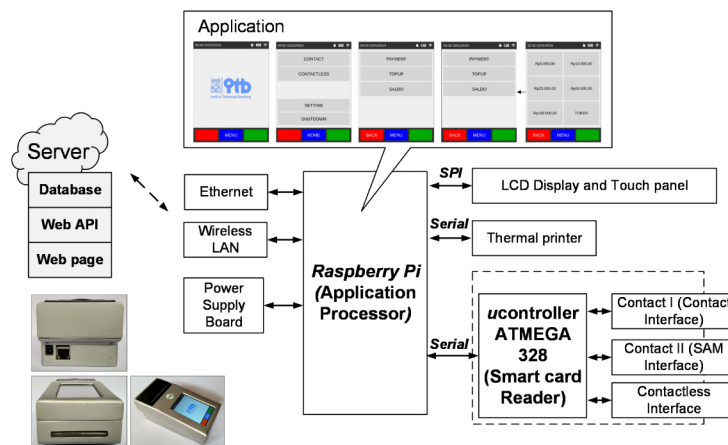 Application
CONTACT
CONTACTLESS
SETTING
SHUTDOWN
MENU
HOME
PAYMENT
TOPUP
SALDO
BACK
MENU
PAYMENT
TOPUP
SALDO
BACK
MENU
TOKEN
MENU
Institut Teknologi Bandung
Server
Database
Web API
Web page
Ethernet
Wireless
LAN
Power
Supply
Board
Raspberry Pi
(Application
Processor)
SPI
LCD Display and Touch panel
Serial
Thermal printer
Serial
ucontroller
ATMEGA
328
(Smart card
Reader)
Contact I (Contact
Interface)
Contact II (SAM
Interface)
Contactless
Interface